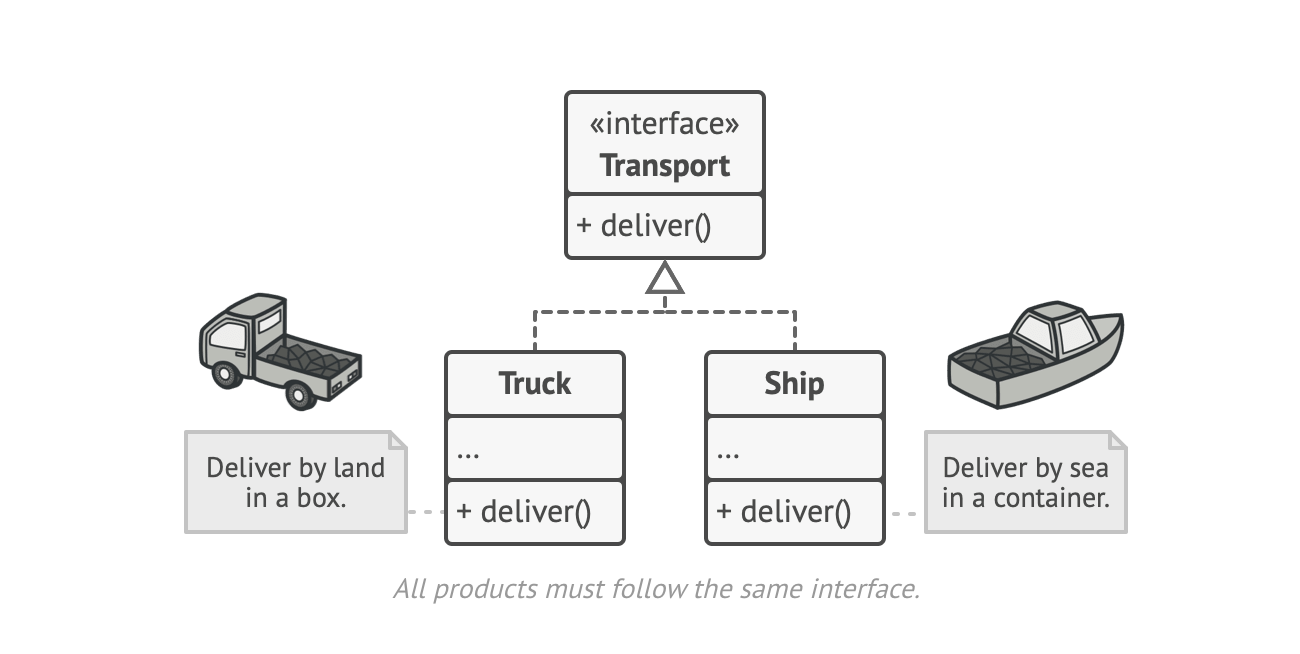 «interface»
Transport
+ deliver()
Truck
...
+ deliver()
Ship
...
+ deliver()
Deliver by land
in a box.
Deliver by sea
in a container.
All products must follow the same interface.